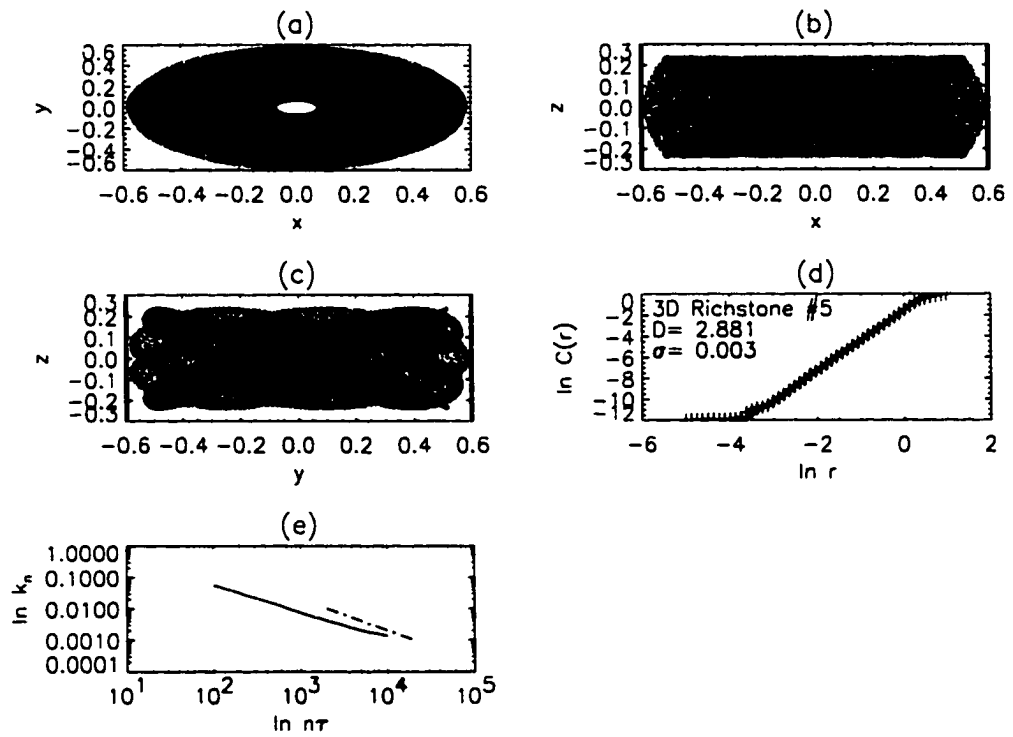 (a)
0.6
0.4
0.2
0.0
-0.2
-0.4
-0.6
y
-0.6 -0.4 -0.2 0.0 0.2 0.4 0.6
x
(b)
0.3
0.2
0.1
0.0
-0.1
-0.2
-0.3
z
-0.6 -0.4 -0.2 0.0 0.2 0.4 0.6
x
(c)
0.3
0.2
0.1
0.0
-0.1
-0.2
-0.3
z
-0.6 -0.4 -0.2 0.0 0.2 0.4 0.6
y
(d)
0
-2
-4
-6
-8
-10
-12
ln C(r)
3D Richstone #5
D= 2.881
σ= 0.003
-6 -4 -2 0 2
ln r
(e)
1.0000
0.1000
0.0100
0.0010
0.0001
ln kₙ
10¹ 10² 10³ 10⁴ 10⁵
ln nτ